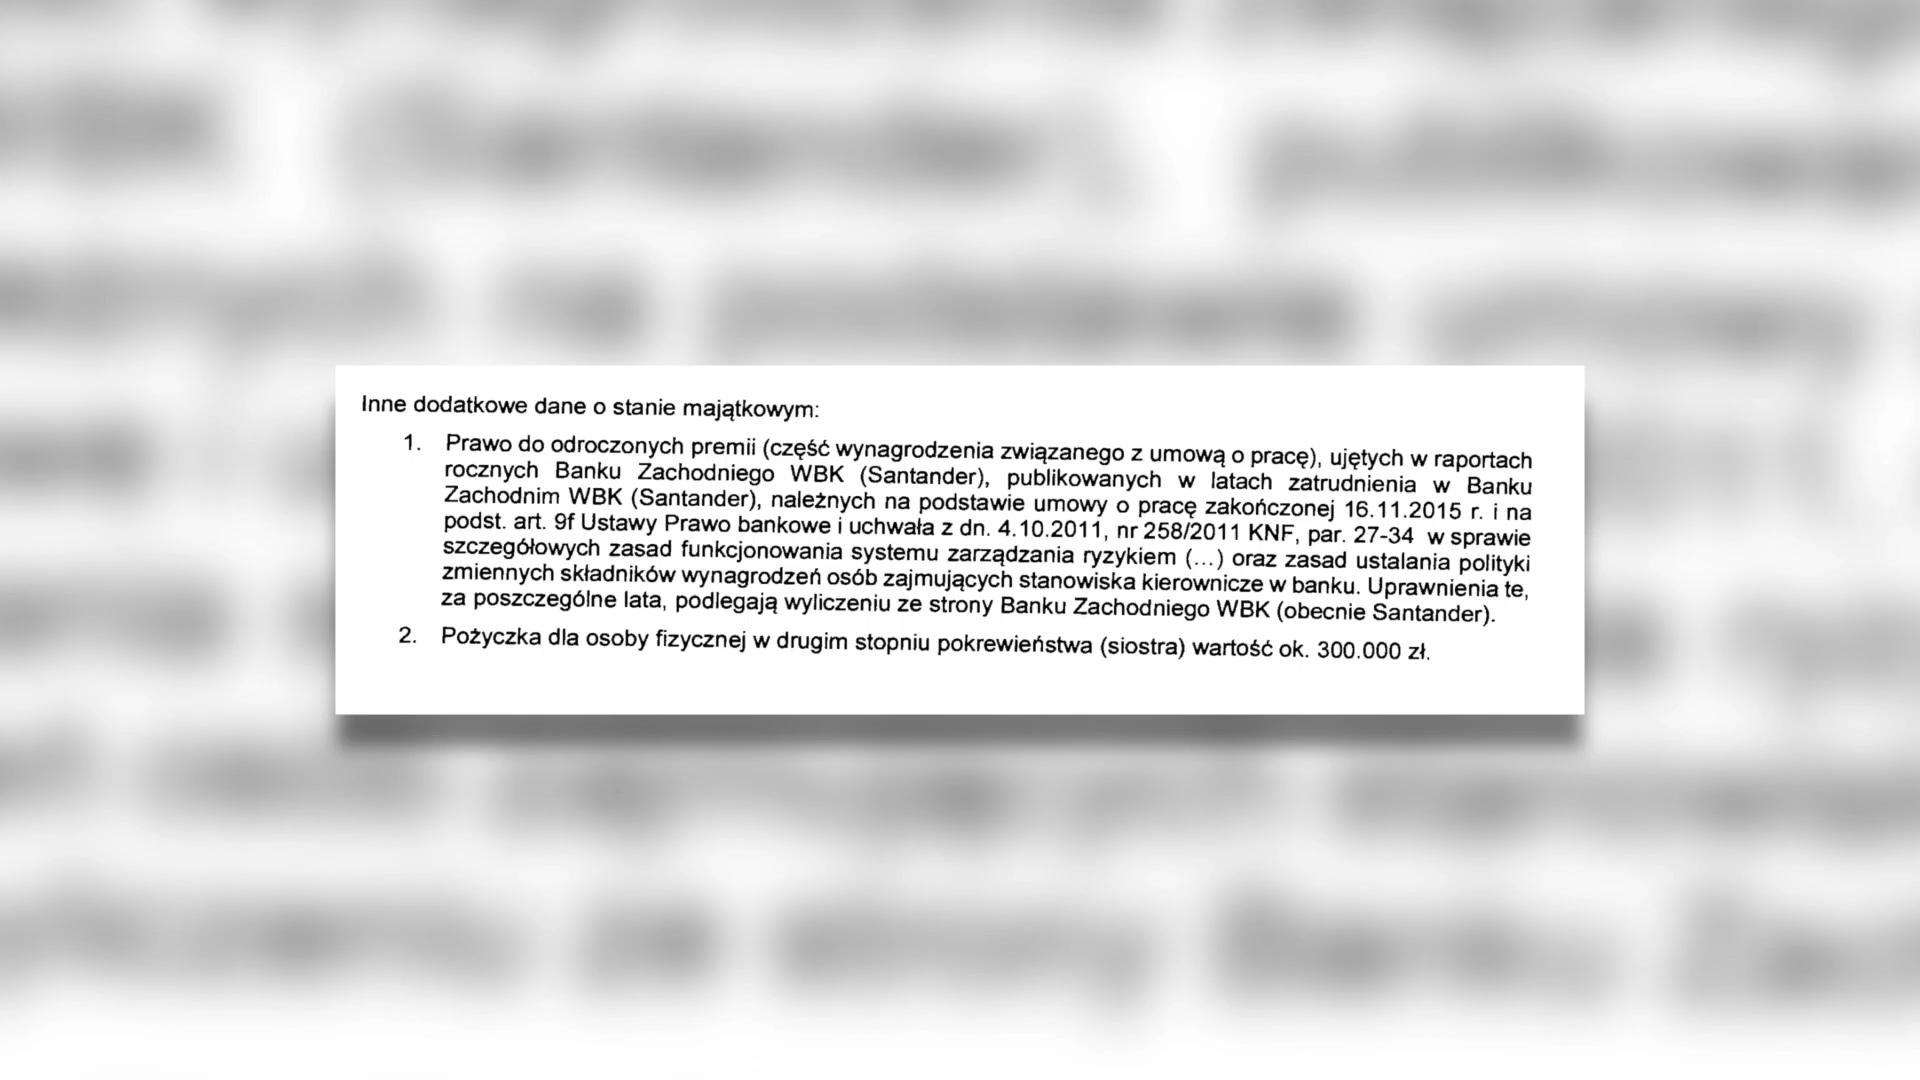 Inne dodatkowe dane o stanie majątkowym:
1. Prawo do odroczonych premii (część wynagrodzenia związanego z umową o pracę), ujętych w raportach
rocznych Banku Zachodniego WBK (Santander), publikowanych w latach zatrudnienia w Banku
Zachodnim WBK (Santander), należnych na podstawie umowy o pracę zakończonej 16.11.2015 r. i na
podst. art. 9f Ustawy Prawo bankowe i uchwała z dn. 4.10.2011, nr 258/2011 KNF, par. 27-34 w sprawie
szczegółowych zasad funkcjonowania systemu zarządzania ryzykiem (...) oraz zasad ustalania polityki
zmiennych składników wynagrodzeń osób zajmujących stanowiska kierownicze w banku. Uprawnienia te,
za poszczególne lata, podlegają wyliczeniu ze strony Banku Zachodniego WBK (obecnie Santander).
2. Pożyczka dla osoby fizycznej w drugim stopniu pokrewieństwa (siostra) wartość ok. 300.000 zł.